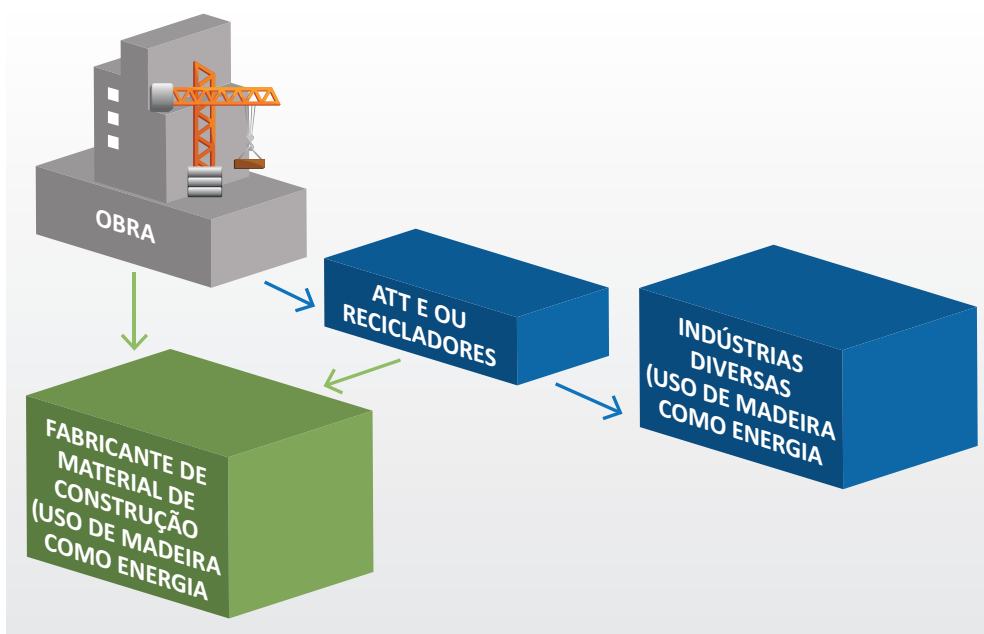 OBRA
ATT E OU
RECICLADORES
INDÚSTRIAS
DIVERSAS
(USO DE MADEIRA
COMO ENERGIA
FABRICANTE DE
MATERIAL DE
CONSTRUÇÃO
(USO DE MADEIRA
COMO ENERGIA